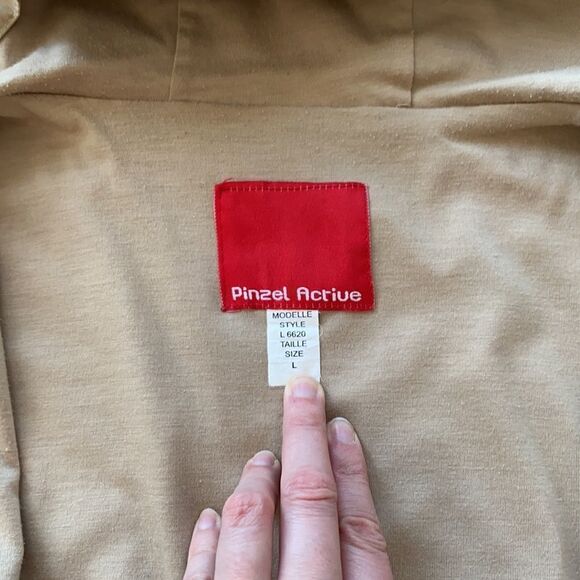 Pinzel Active
MODELLE
STYLE
L 6620
TAILLE
SIZE
L